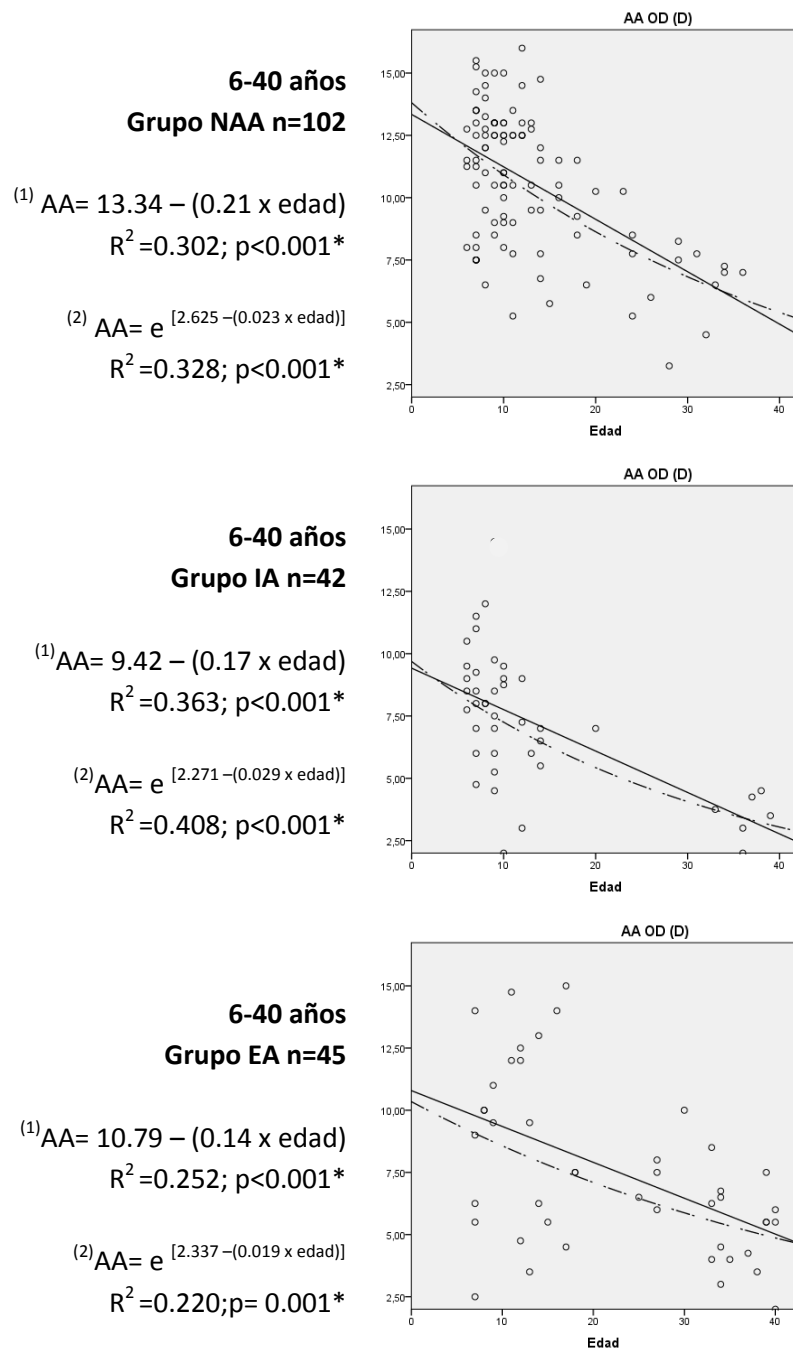 6-40 años
Grupo NAA n=102
(1) AA= 13.34 – (0.21 x edad)
R² =0.302; p<0.001*
(2) AA= e [2.625 –(0.023 x edad)]
R² =0.328; p<0.001*
AA OD (D)
15,00
12,50
10,00
7,50
5,00
2,50
0 10 20 30 40
Edad
6-40 años
Grupo IA n=42
(1)AA= 9.42 – (0.17 x edad)
R² =0.363; p<0.001*
(2)AA= e [2.271 –(0.029 x edad)]
R² =0.408; p<0.001*
AA OD (D)
15,00
12,50
10,00
7,50
5,00
2,50
0 10 20 30 40
Edad
6-40 años
Grupo EA n=45
(1)AA= 10.79 – (0.14 x edad)
R² =0.252; p<0.001*
(2)AA= e [2.337 –(0.019 x edad)]
R² =0.220;p= 0.001*
AA OD (D)
15,00
12,50
10,00
7,50
5,00
2,50
0 10 20 30 40
Edad